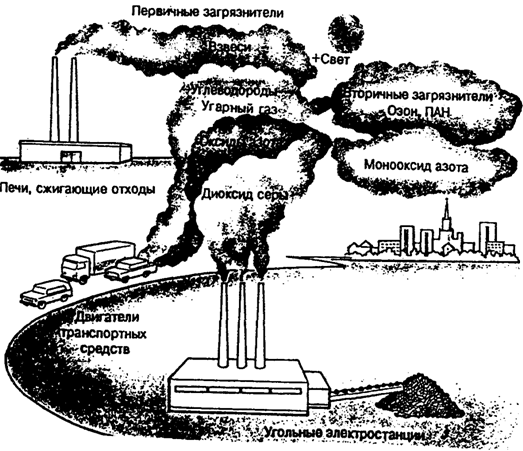 Первичные загрязнители
Взвеси
+Свет
Углеводороды
Угарный газ
Вторичные загрязнители
Озон, ПАН
Оксиды азота
Монооксид азота
Печи, сжигающие отходы
Диоксид серы
Двигатели
транспортных
средств
Угольные электростанции